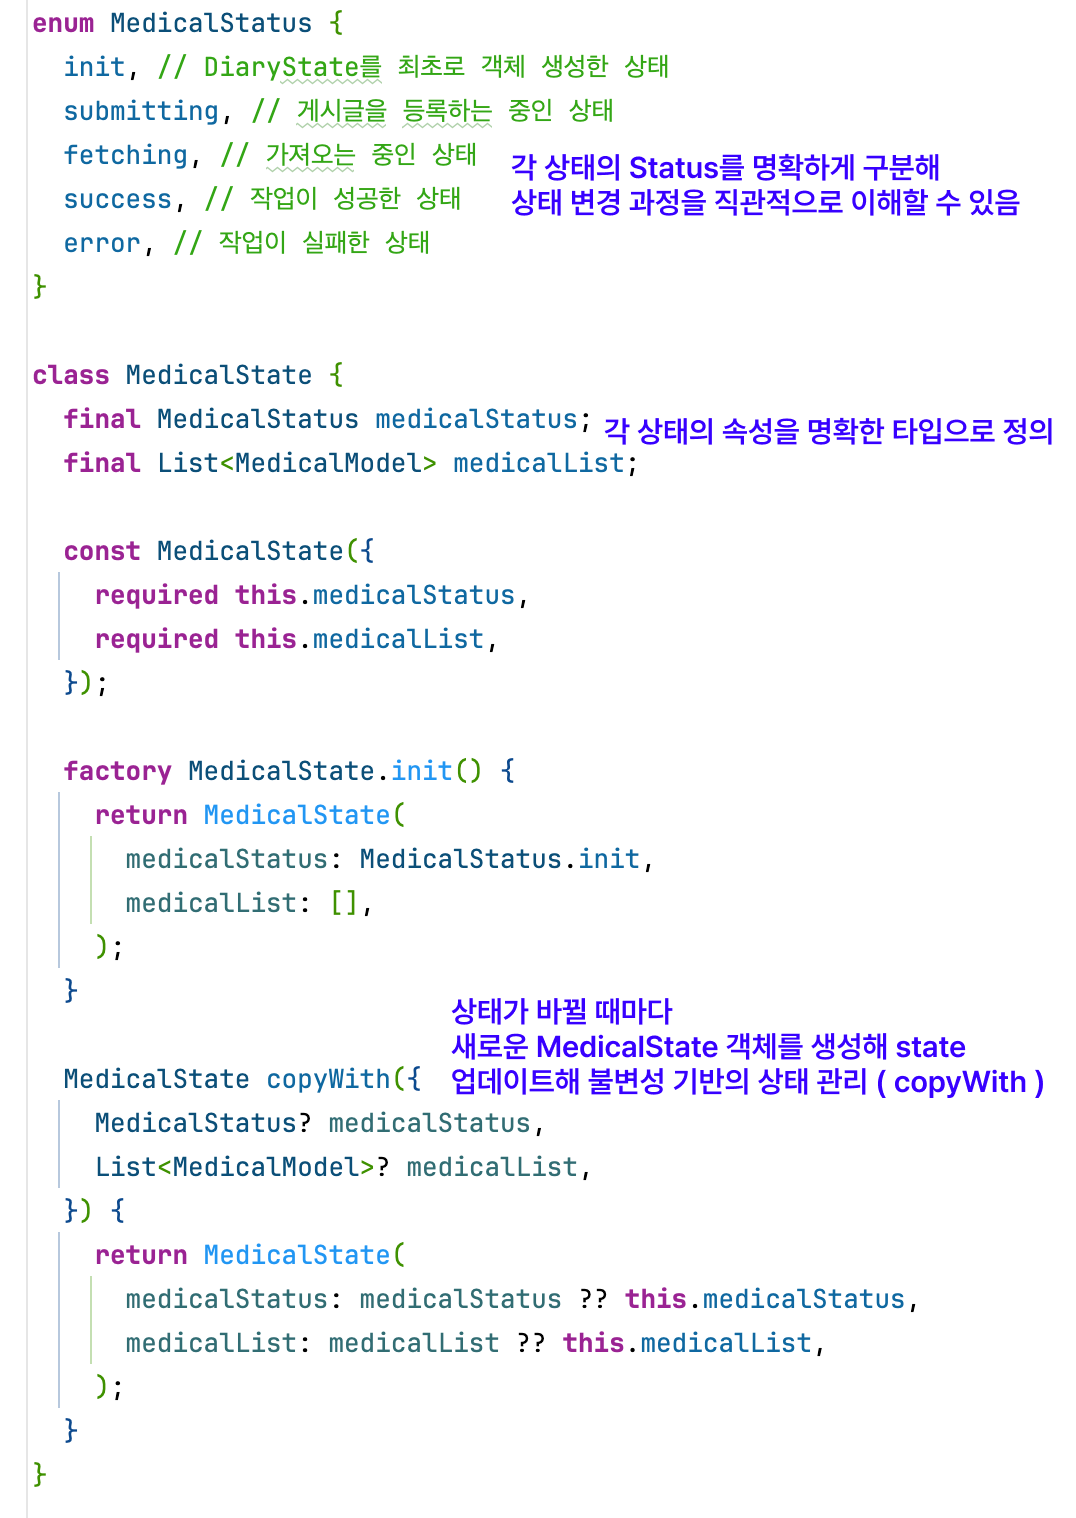 enum MedicalStatus {
  init, // DiaryState를 최초로 객체 생성한 상태
  submitting, // 게시글을 등록하는 중인 상태
  fetching, // 가져오는 중인 상태
  success, // 작업이 성공한 상태
  error, // 작업이 실패한 상태
}
각 상태의 Status를 명확하게 구분해
상태 변경 과정을 직관적으로 이해할 수 있음
class MedicalState {
  final MedicalStatus medicalStatus;
  final List<MedicalModel> medicalList;
각 상태의 속성을 명확한 타입으로 정의
  const MedicalState({
    required this.medicalStatus,
    required this.medicalList,
  });
  factory MedicalState.init() {
    return MedicalState(
      medicalStatus: MedicalStatus.init,
      medicalList: [],
    );
  }
상태가 바뀔 때마다
새로운 MedicalState 객체를 생성해 state
업데이트해 불변성 기반의 상태 관리 ( copyWith )
  MedicalState copyWith({
    MedicalStatus? medicalStatus,
    List<MedicalModel>? medicalList,
  }) {
    return MedicalState(
      medicalStatus: medicalStatus ?? this.medicalStatus,
      medicalList: medicalList ?? this.medicalList,
    );
  }
}